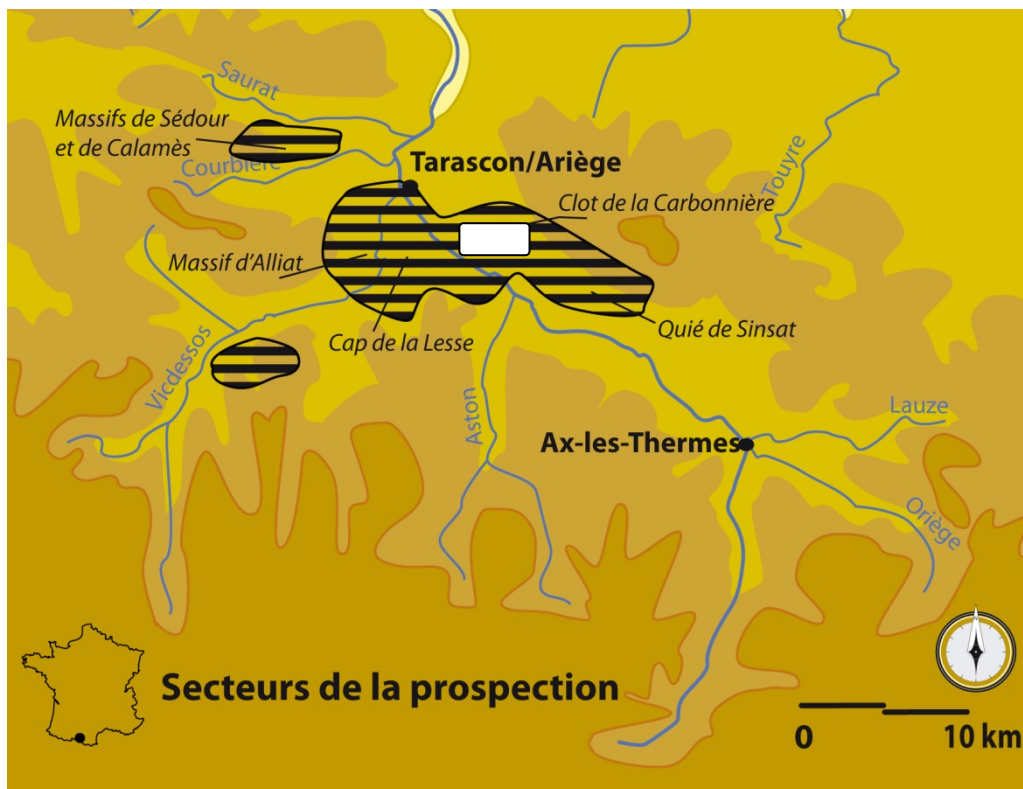 Saurat
Massifs de Sédour
et de Calamès
Courbière
Tarascon/Ariège
Touyre
Clot de la Carbonnière
Massif d'Alliat
Cap de la Lesse
Quié de Sinsat
Vicdessos
Aston
Lauze
Ax-les-Thermes
Oriège
Secteurs de la prospection
0
10 km